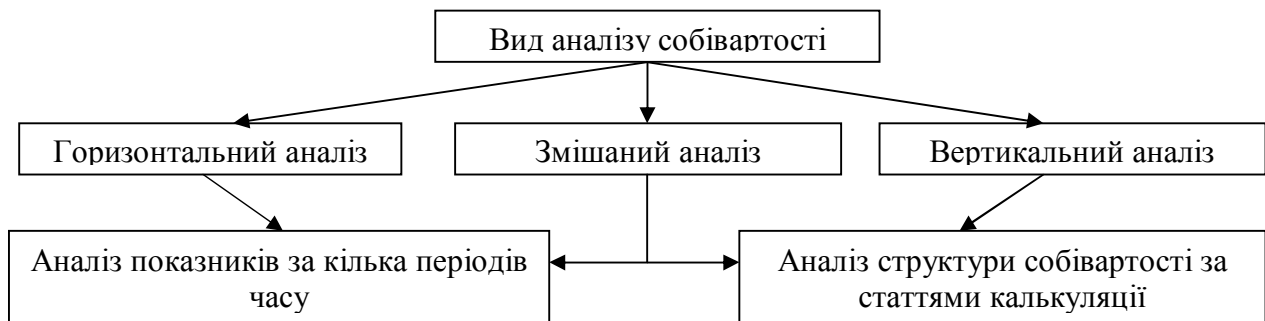 Вид аналізу собівартості
Горизонтальний аналіз
Змішаний аналіз
Вертикальний аналіз
Аналіз показників за кілька періодів
часу
Аналіз структури собівартості за
статтями калькуляції